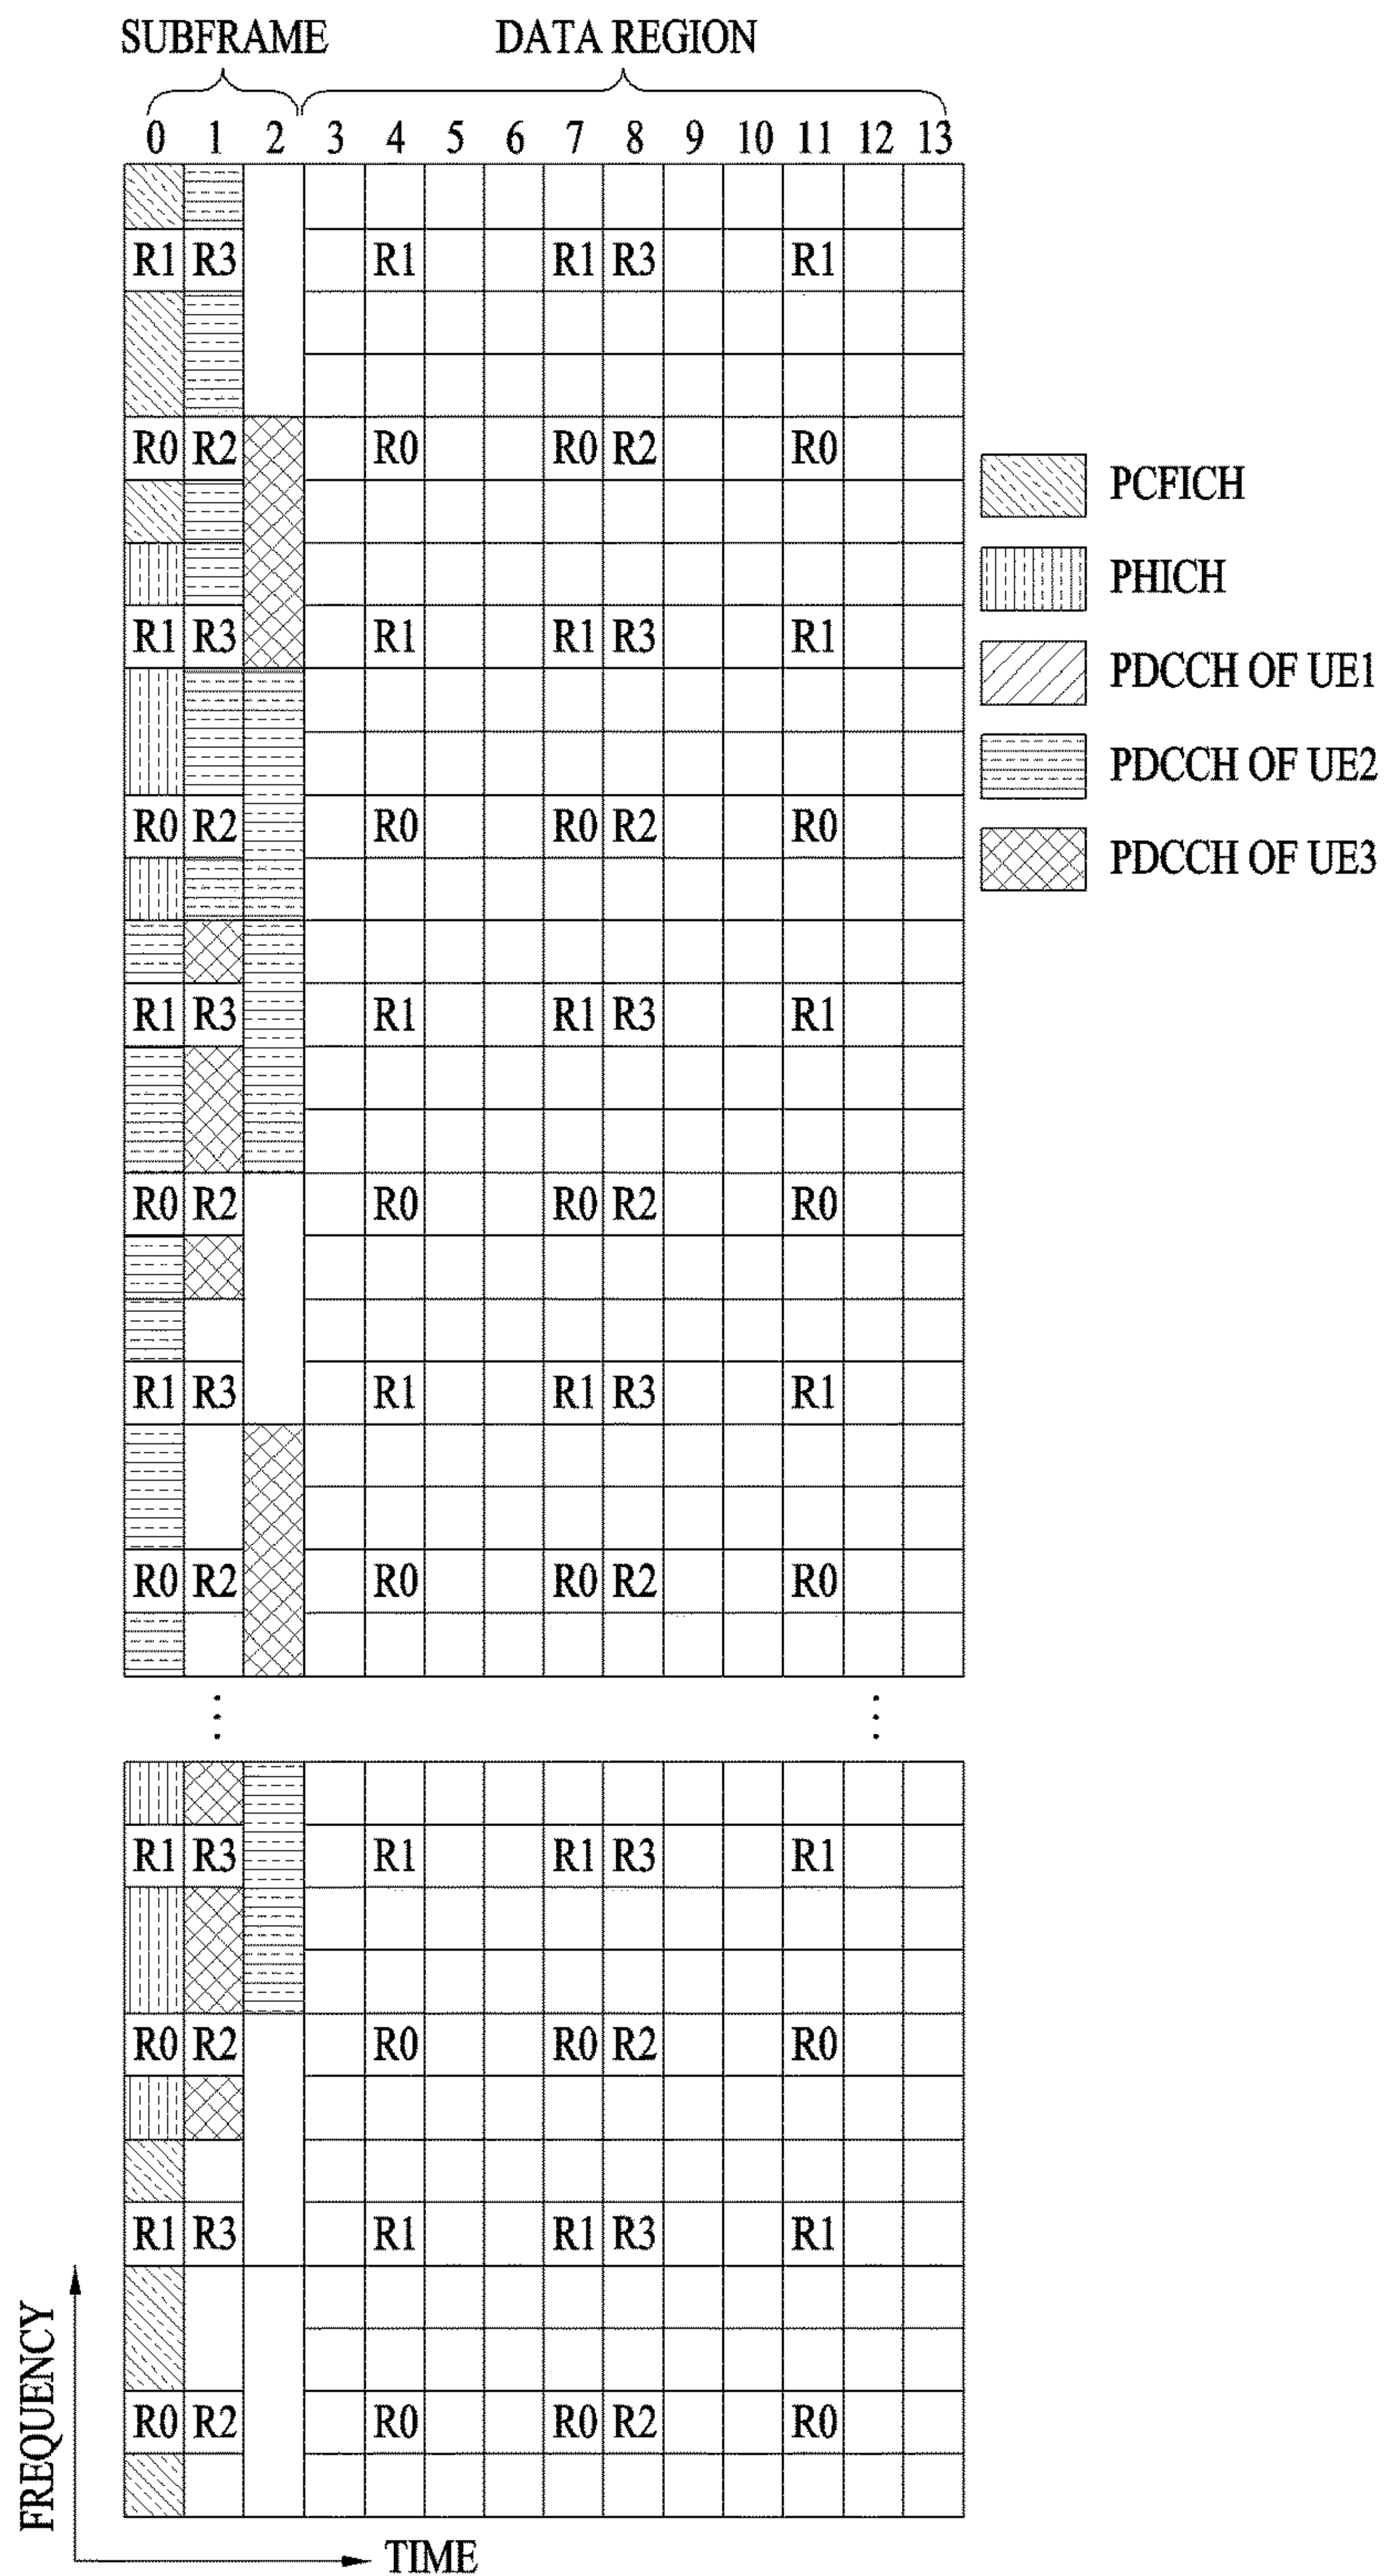 SUBFRAME DATA REGION
0 1 2 3 4 5 6 7 8 9 10 11 12 13
R1 R3 R1 R1 R3 R1
R0 R2 R0 R0 R2 R0
PCFICH
PHICH
R1 R3 R1 R1 R3 R1
PDCCH OF UE1
PDCCH OF UE2
R0 R2 R0 R0 R2 R0
PDCCH OF UE3
R1 R3 R1 R1 R3 R1
R0 R2 R0 R0 R2 R0
R1 R3 R1 R1 R3 R1
R0 R2 R0 R0 R2 R0
R1 R3 R1 R1 R3 R1
R0 R2 R0 R0 R2 R0
R1 R3 R1 R1 R3 R1
R0 R2 R0 R0 R2 R0
FREQUENCY
TIME